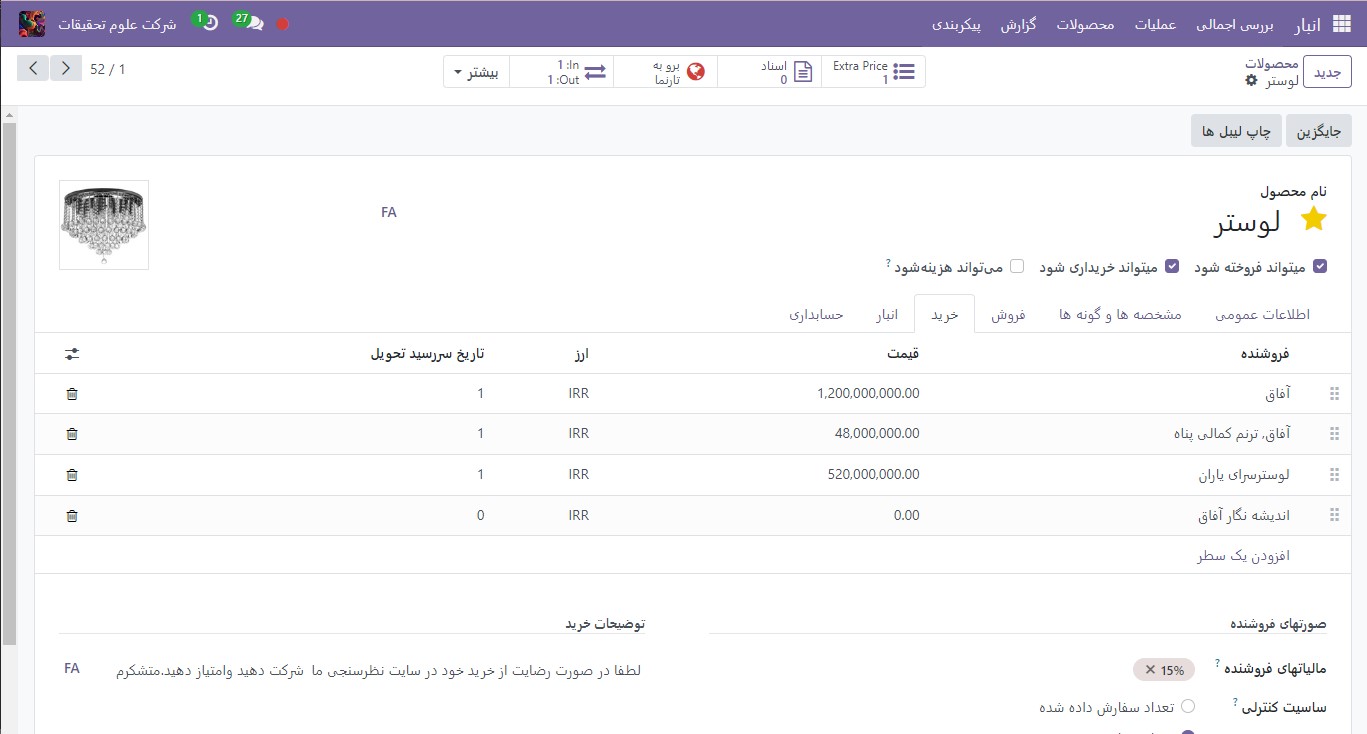 انبار بررسی اجمالی عملیات محصولات گزارش پیکربندی 27 1 شرکت علوم تحقیقات
جدید محصولات Extra Price اسناد برو به In: 1 بیشتر 52 / 1
لوستر 1 0 تارنما Out: 1
جایگزین چاپ لیبل ها
نام محصول
لوستر FA
میتواند فروخته شود میتواند خریداری شود می‌تواند هزینه‌شود ?
اطلاعات عمومی مشخصه ها و گونه ها فروش خرید انبار حسابداری
فروشنده قیمت ارز تاریخ سررسید تحویل
آفاق 1,200,000,000.00 IRR 1
آفاق, ترنم کمالی پناه 48,000,000.00 IRR 1
لوسترسرای یاران 520,000,000.00 IRR 1
اندیشه نگار آفاق 0.00 IRR 0
افزودن یک سطر
صورتهای فروشنده توضیحات خرید
مالیاتهای فروشنده ? 15% لطفا در صورت رضایت از خرید خود در سایت نظرسنجی ما شرکت دهید وامتیاز دهید.متشکرم FA
ساسیت کنترلی ? تعداد سفارش داده شده